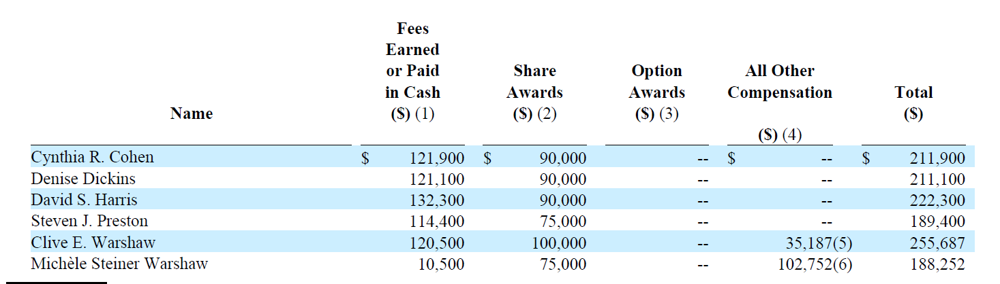 Fees
Earned
or Paid Share Option All Other
in Cash Awards Awards Compensation Total
Name ($) (1) ($) (2) ($) (3) ($)
($) (4)
Cynthia R. Cohen $ 121,900 $ 90,000 -- $ -- $ 211,900
Denise Dickins 121,100 90,000 -- -- 211,100
David S. Harris 132,300 90,000 -- -- 222,300
Steven J. Preston 114,400 75,000 -- -- 189,400
Clive E. Warshaw 120,500 100,000 -- 35,187(5) 255,687
Michèle Steiner Warshaw 10,500 75,000 -- 102,752(6) 188,252